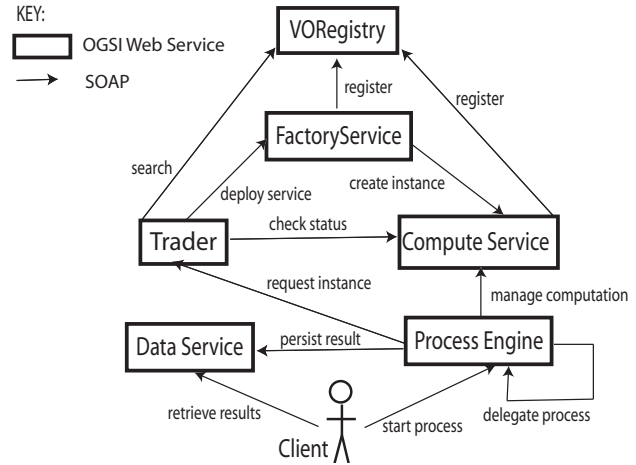 KEY:
OGSI Web Service
SOAP
VORegistry
register
register
FactoryService
search
deploy service
create instance
Trader
check status
Compute Service
request instance
manage computation
Data Service
persist result
Process Engine
retrieve results
start process
delegate process
Client